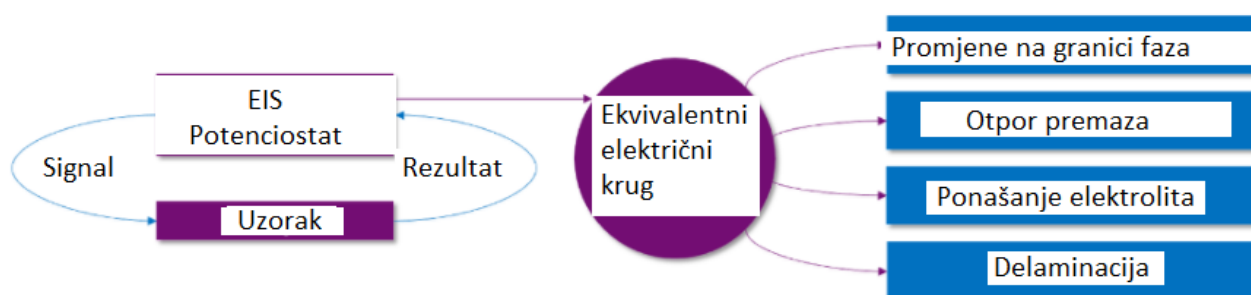 EIS
Potenciostat
Signal
Rezultat
Uzorak
Ekvivalentni
električni
krug
Promjene na granici faza
Otpor premaza
Ponašanje elektrolita
Delaminacija